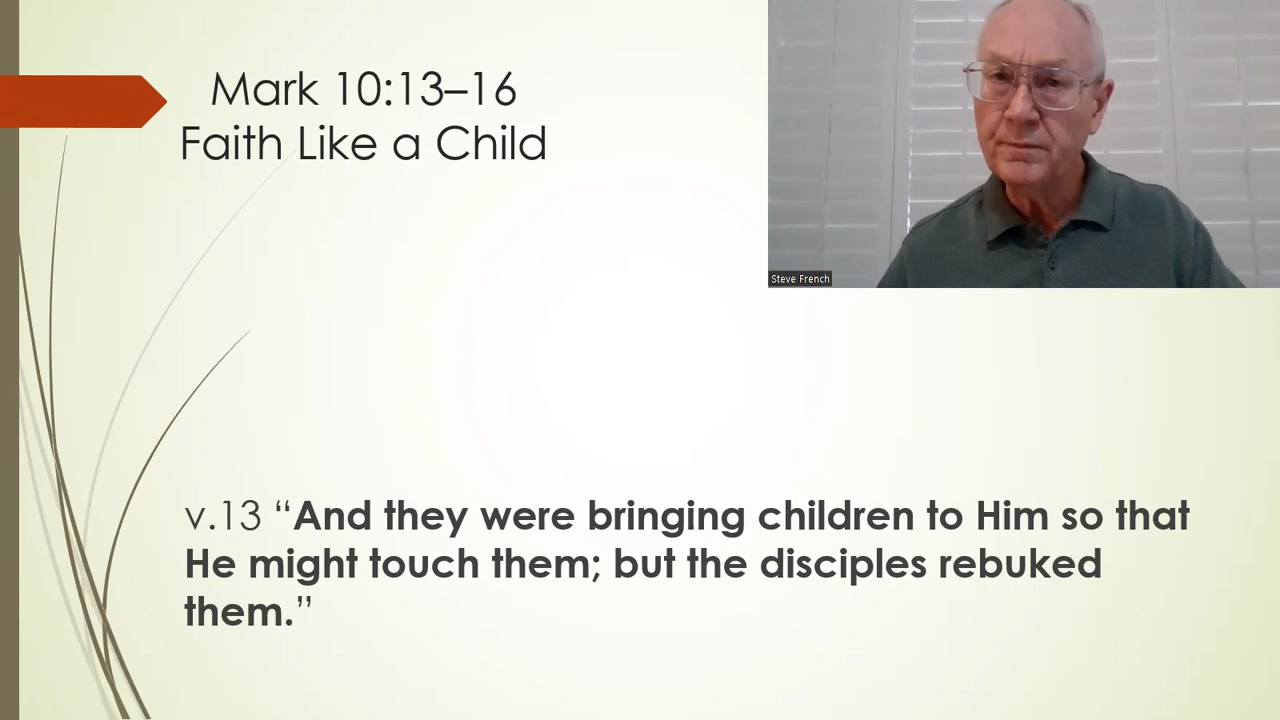 Mark 10:13–16
Faith Like a Child
Steve French
v.13 “And they were bringing children to Him so that
He might touch them; but the disciples rebuked
them.”